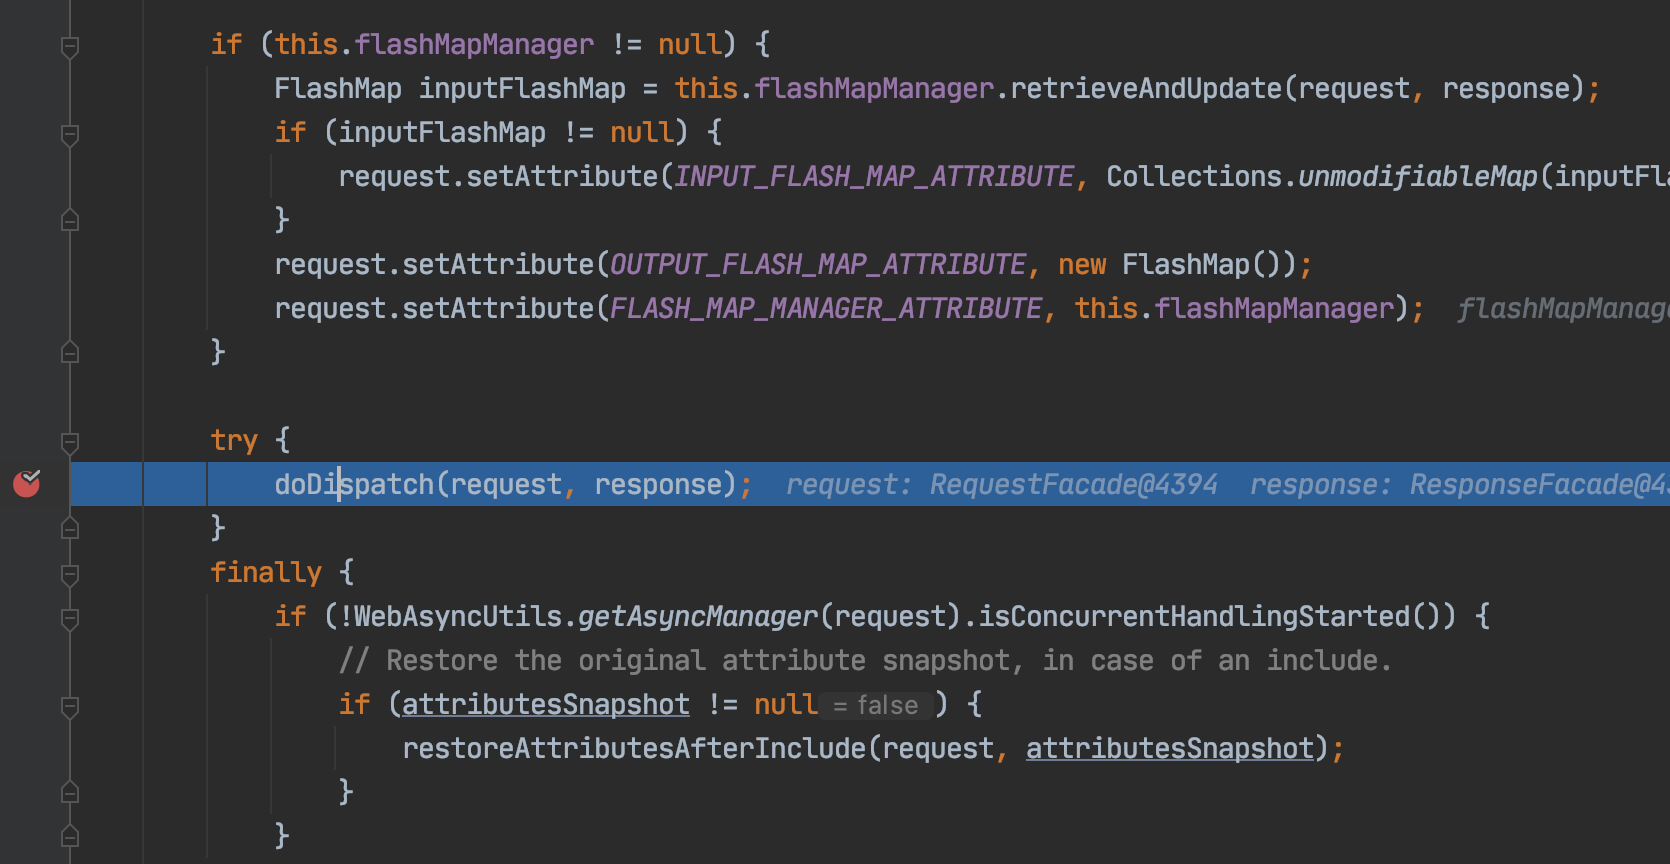 if (this.flashMapManager != null) {
FlashMap inputFlashMap = this.flashMapManager.retrieveAndUpdate(request, response);
if (inputFlashMap != null) {
request.setAttribute(INPUT_FLASH_MAP_ATTRIBUTE, Collections.unmodifiableMap(inputFla
}
request.setAttribute(OUTPUT_FLASH_MAP_ATTRIBUTE, new FlashMap());
request.setAttribute(FLASH_MAP_MANAGER_ATTRIBUTE, this.flashMapManager); flashMapManage
}
try {
doDispatch(request, response); request: RequestFacade@4394 response: ResponseFacade@43
}
finally {
if (!WebAsyncUtils.getAsyncManager(request).isConcurrentHandlingStarted()) {
// Restore the original attribute snapshot, in case of an include.
if (attributesSnapshot != null = false ) {
restoreAttributesAfterInclude(request, attributesSnapshot);
}
}